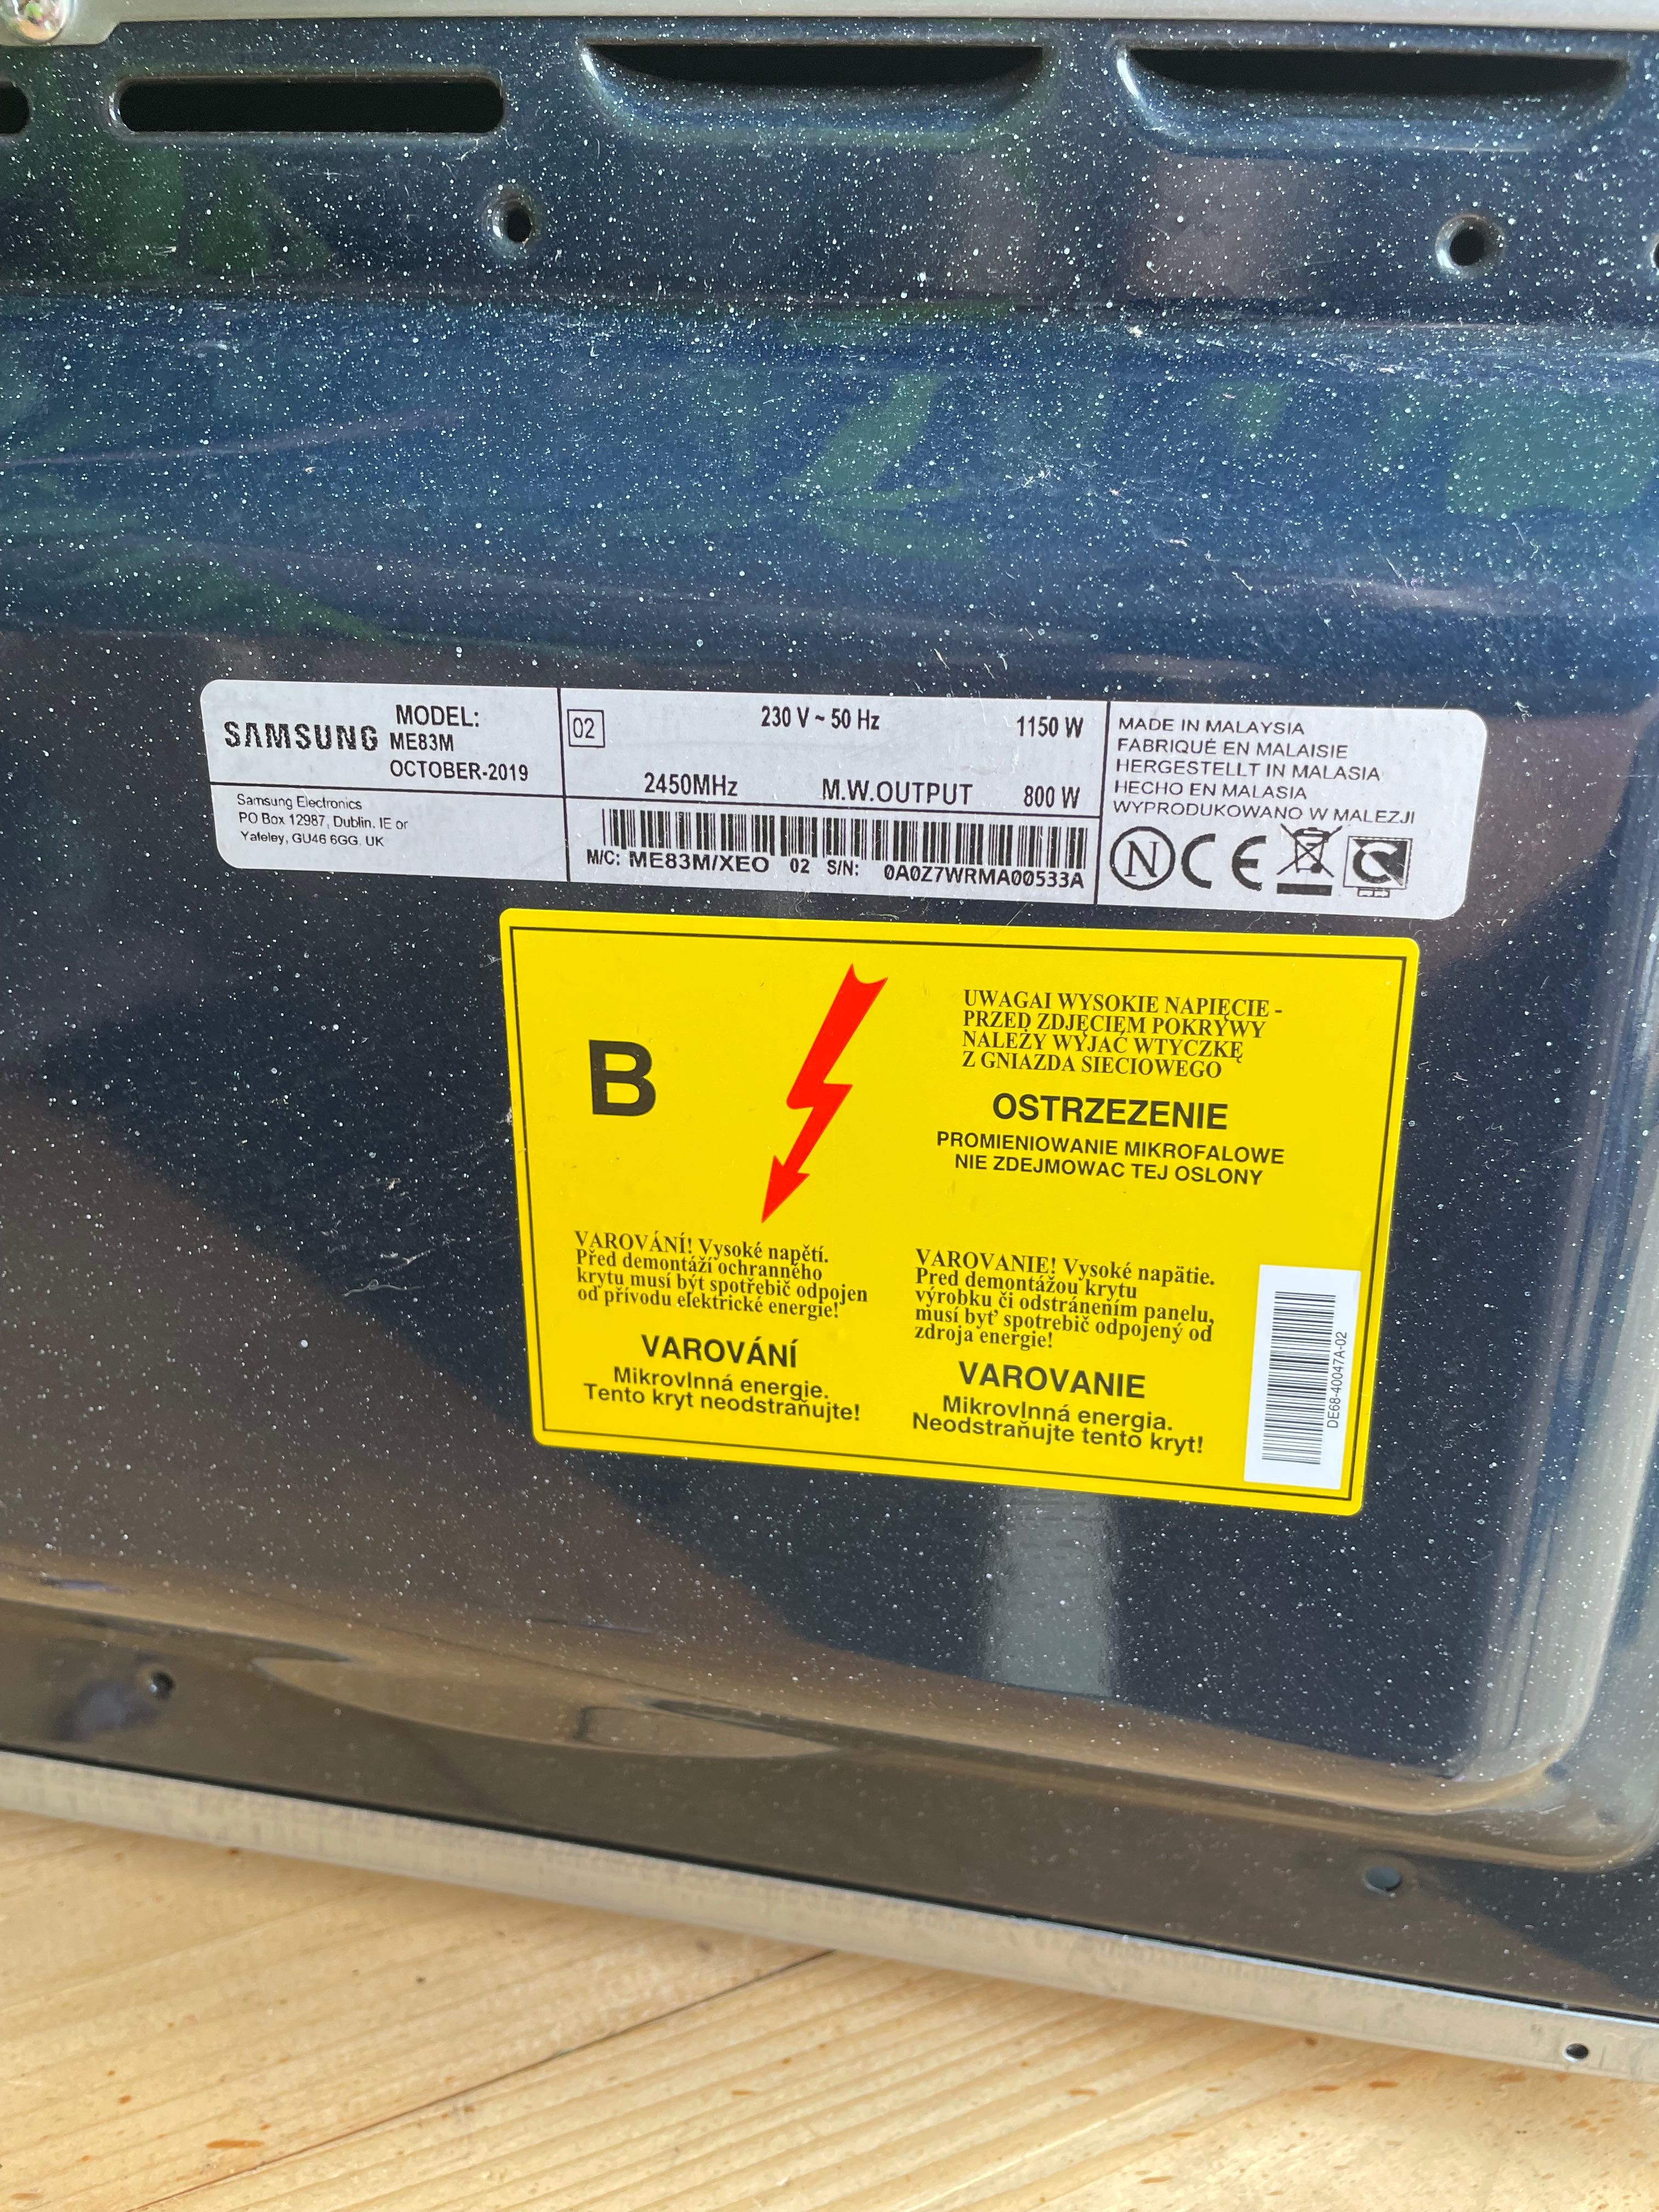 SAMSUNG
MODEL:
ME83M
OCTOBER-2019
Samsung Electronics
PO Box 12987, Dublin. IE or
Yateley, GU46 6GG. UK
02
230 V ~ 50 Hz
1150 W
2450MHz
M.W.OUTPUT
800 W
M/C: ME83M/XEO 02 S/N: 0A0Z7WRMA00533A
MADE IN MALAYSIA
FABRIQUÉ EN MALAISIE
HERGESTELLT IN MALASIA
HECHO EN MALASIA
WYPRODUKOWANO W MALEZJI
N CE
B
UWAGAI WYSOKIE NAPIĘCIE -
PRZED ZDJĘCIEM POKRYWY
NALEŻY WYJAĆ WTYCZKĘ
Z GNIAZDA SIECIOWEGO
OSTRZEZENIE
PROMIENIOWANIE MIKROFALOWE
NIE ZDEJMOWAC TEJ OSLONY
VAROVÁNÍ! Vysoké napětí.
Před demontáží ochranného
krytu musí být spotřebič odpojen
od přívodu elektrické energie!
VAROVÁNÍ
Mikrovlnná energie.
Tento kryt neodstraňujte!
VAROVANIE! Vysoké napätie.
Pred demontážou krytu
výrobku či odstránením panelu,
musí byť spotrebič odpojený od
zdroja energie!
VAROVANIE
Mikrovlnná energia.
Neodstraňujte tento kryt!
DE68-40047A-02